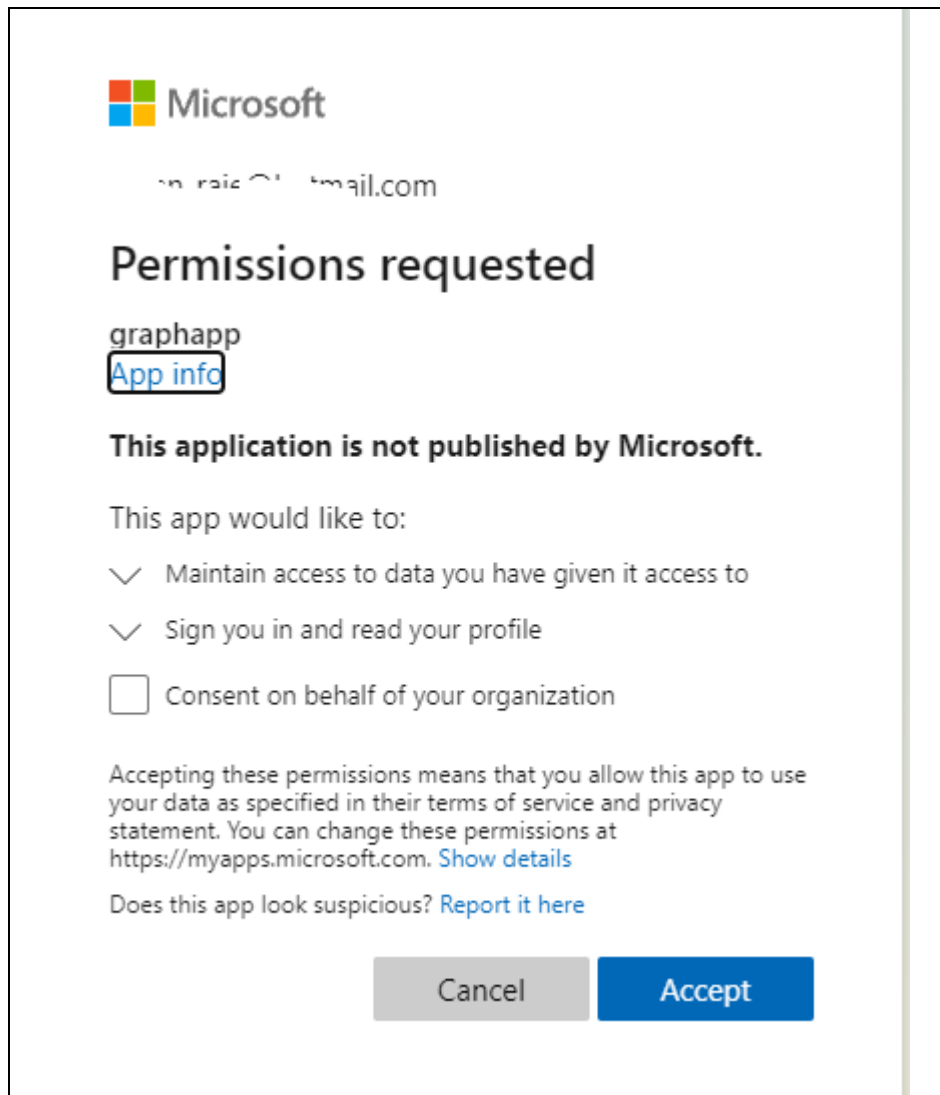 Microsoft
mail.com
Permissions requested
graphapp
App info
This application is not published by Microsoft.
This app would like to:
Maintain access to data you have given it access to
Sign you in and read your profile
Consent on behalf of your organization
Accepting these permissions means that you allow this app to use
your data as specified in their terms of service and privacy
statement. You can change these permissions at
https://myapps.microsoft.com. Show details
Does this app look suspicious? Report it here
Cancel
Accept